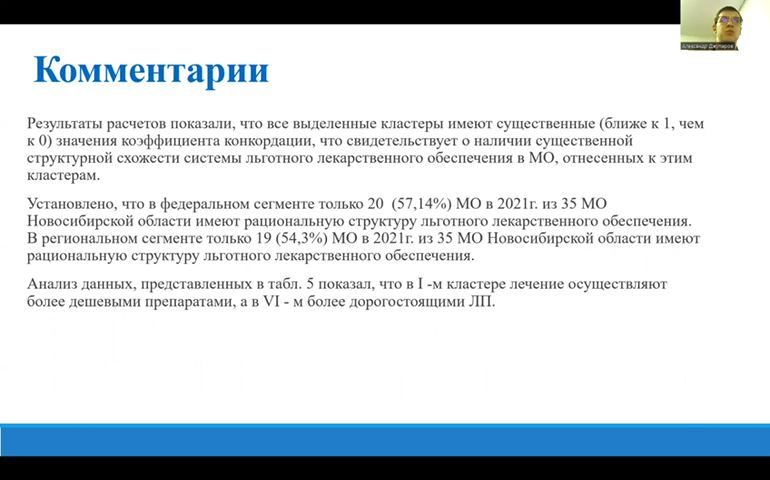 Александр Джупаров
Комментарии
Результаты расчетов показали, что все выделенные кластеры имеют существенные (ближе к 1, чем
к 0) значения коэффициента конкордации, что свидетельствует о наличии существенной
структурной схожести системы льготного лекарственного обеспечения в МО, отнесенных к этим
кластерам.
Установлено, что в федеральном сегменте только 20 (57,14%) МО в 2021г. из 35 МО
Новосибирской области имеют рациональную структуру льготного лекарственного обеспечения.
В региональном сегменте только 19 (54,3%) МО в 2021г. из 35 МО Новосибирской области имеют
рациональную структуру льготного лекарственного обеспечения.
Анализ данных, представленных в табл. 5 показал, что в I -м кластере лечение осуществляют
более дешевыми препаратами, а в VI - м более дорогостоящими ЛП.